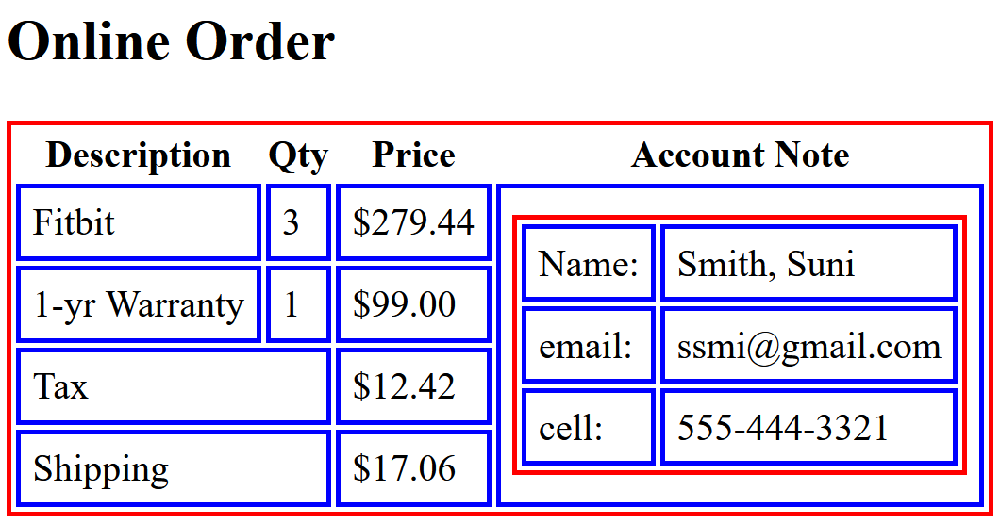 Online Order
Description Qty Price Account Note
Fitbit 3 $279.44
1-yr Warranty 1 $99.00
Tax $12.42
Shipping $17.06
Name: Smith, Suni
email: ssmi@gmail.com
cell: 555-444-3321